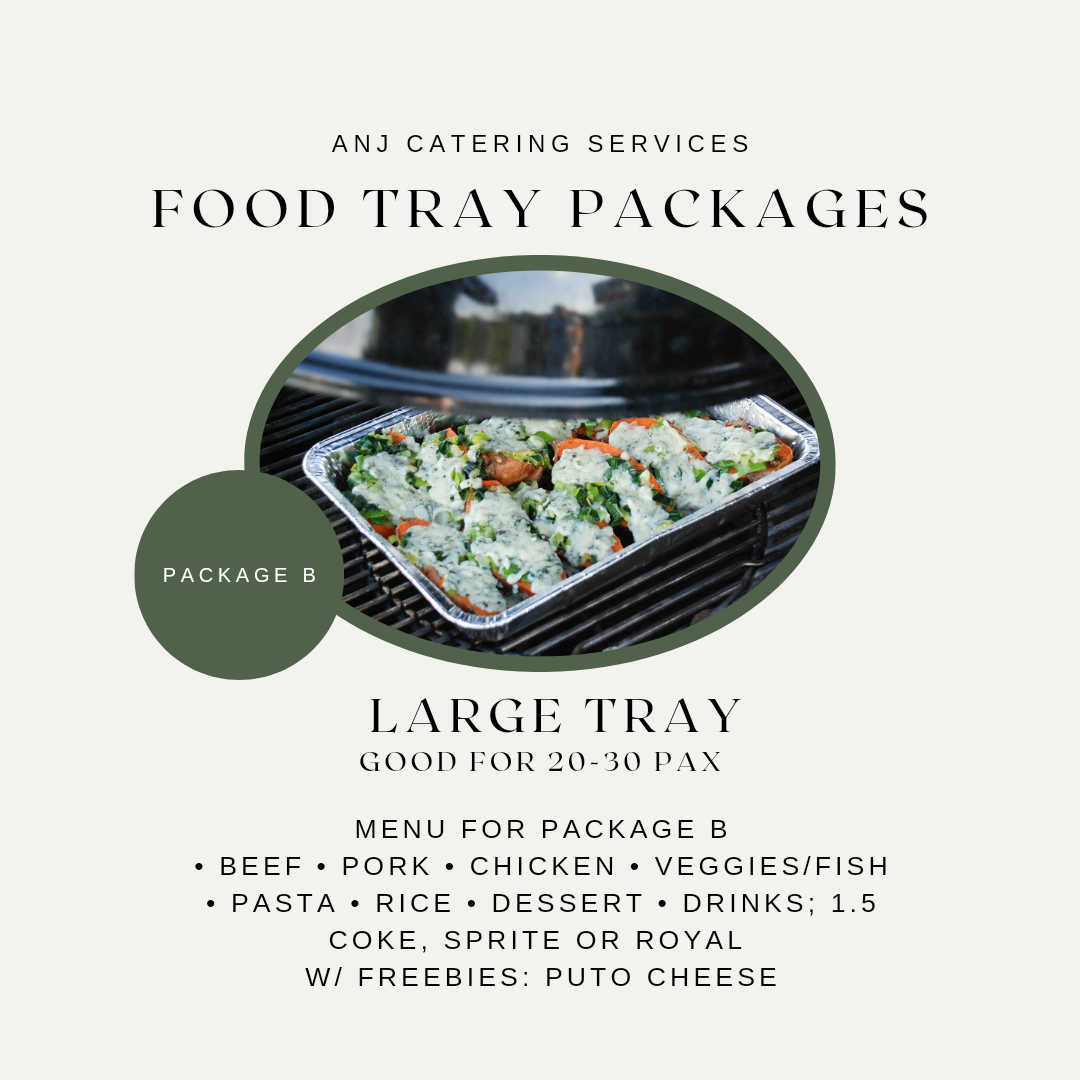 ANJ CATERING SERVICES
FOOD TRAY PACKAGES
PACKAGE B
LARGE TRAY
GOOD FOR 20-30 PAX
MENU FOR PACKAGE B
• BEEF • PORK • CHICKEN • VEGGIES/FISH
• PASTA • RICE • DESSERT • DRINKS; 1.5
COKE, SPRITE OR ROYAL
W/ FREEBIES: PUTO CHEESE